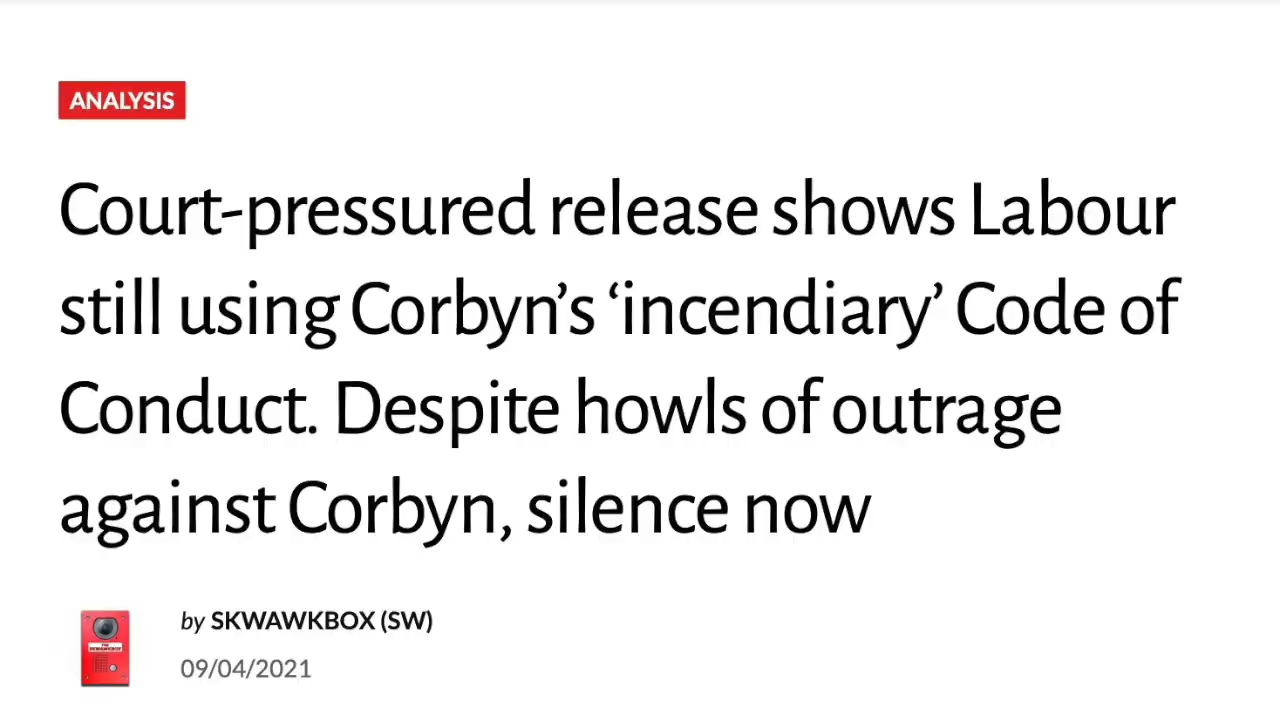 ANALYSIS
Court-pressured release shows Labour
still using Corbyn’s ‘incendiary’ Code of
Conduct. Despite howls of outrage
against Corbyn, silence now
by SKWAWKBOX (SW)
09/04/2021